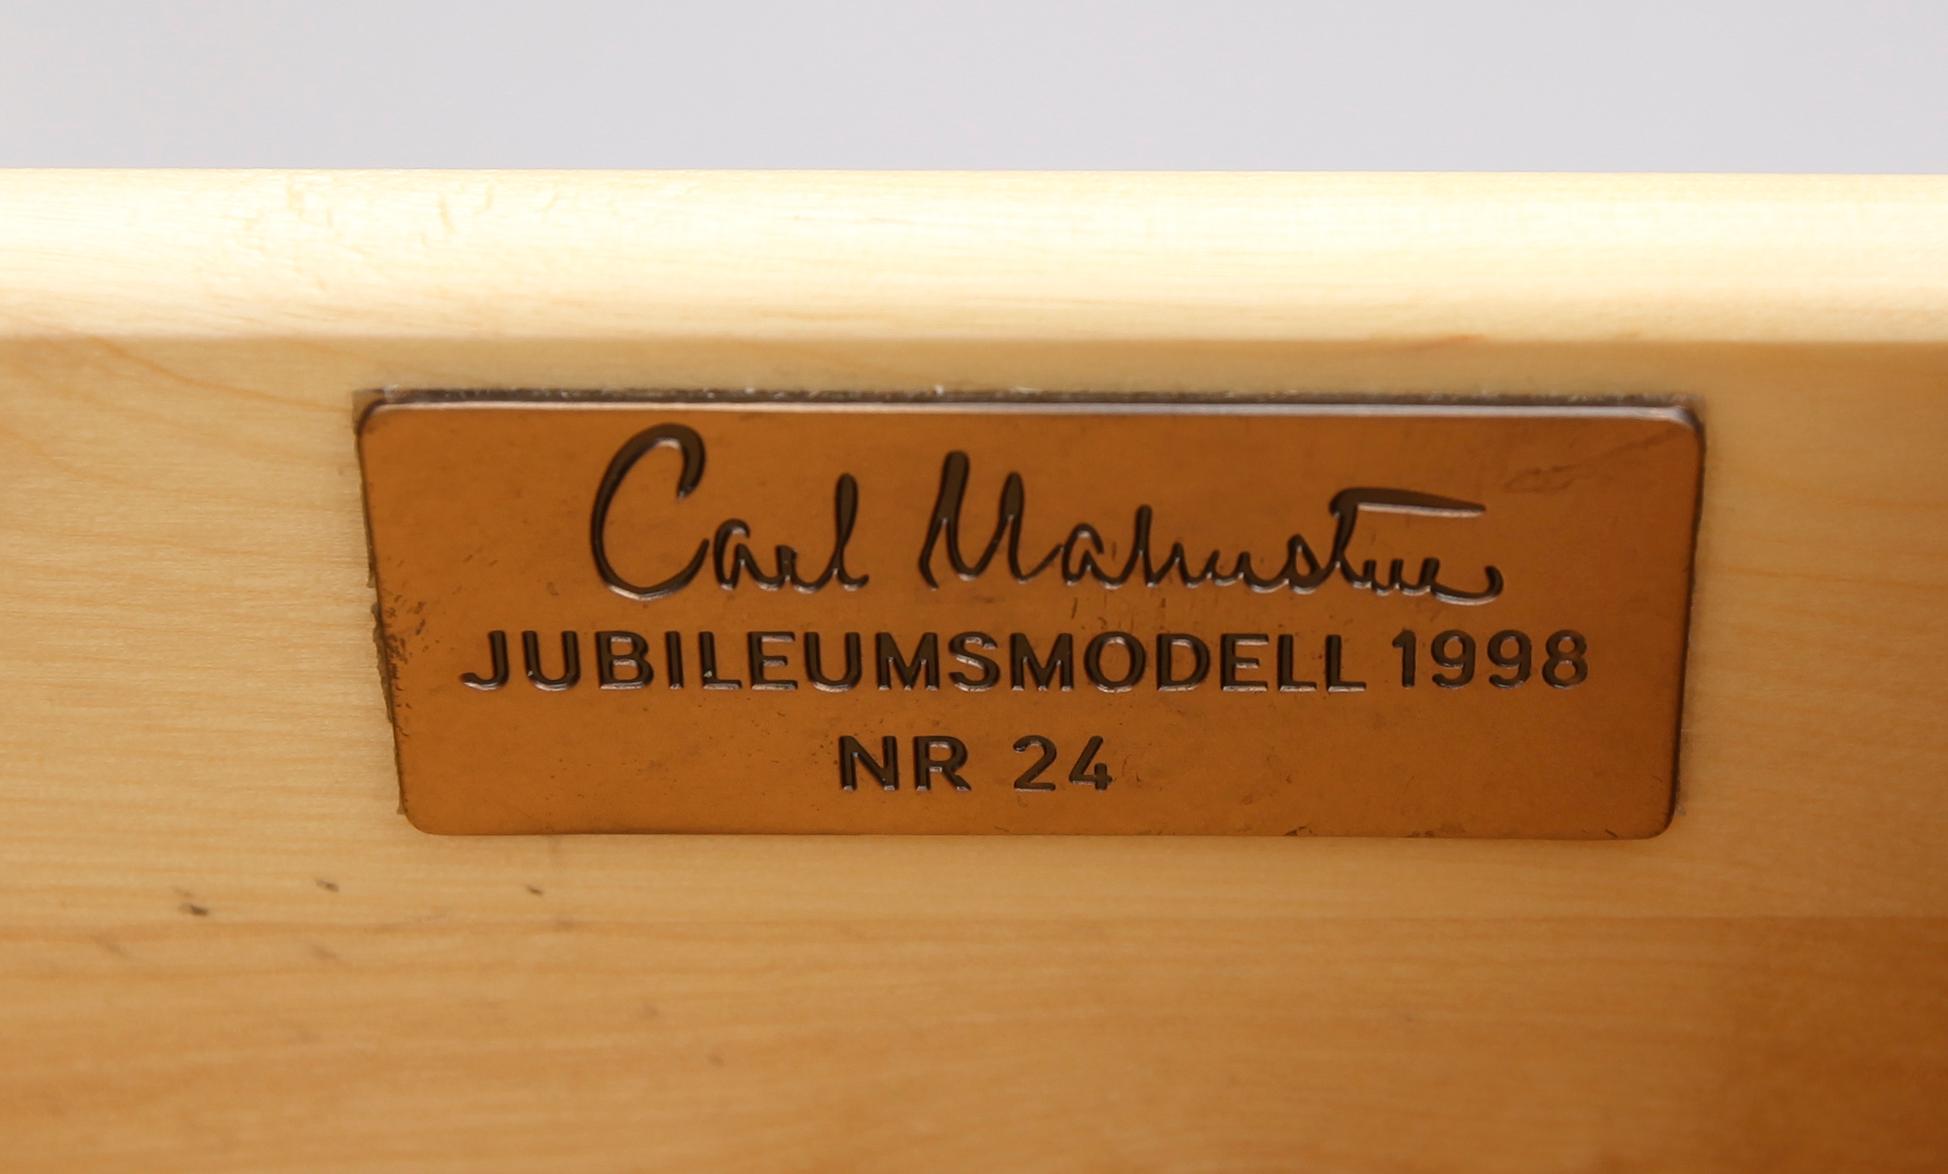 Carl Malmsten
JUBILEUMSMODELL 1998
NR 24